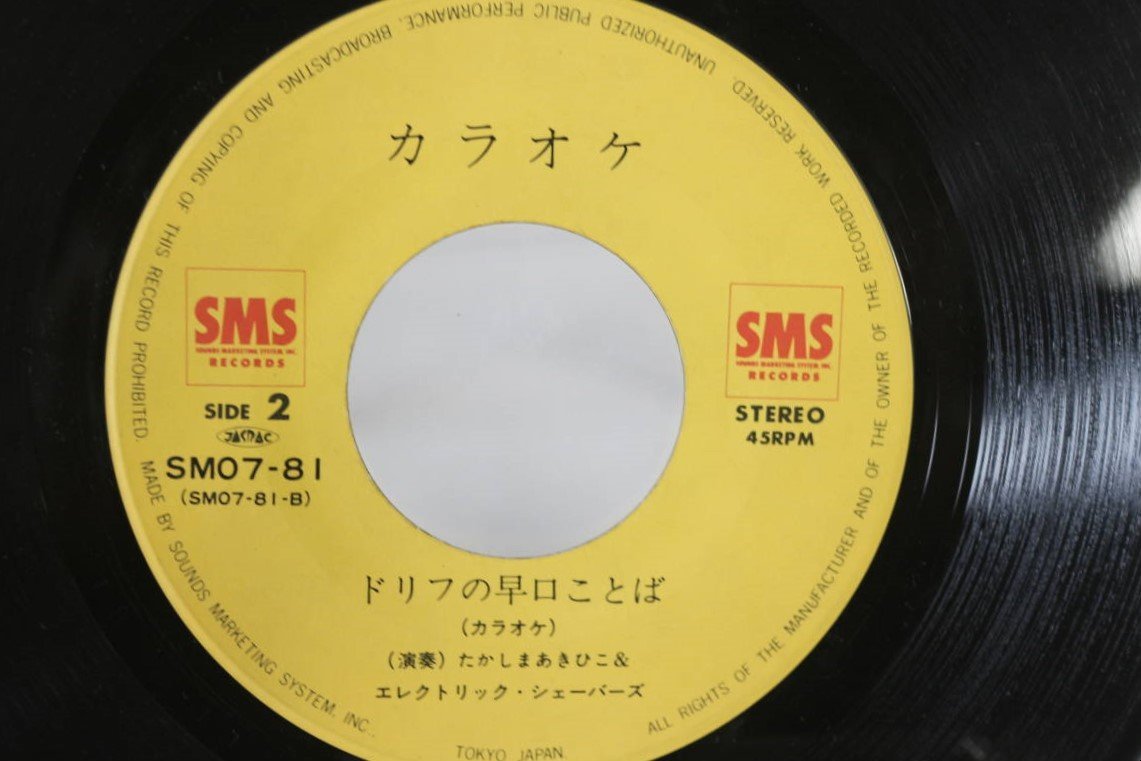 カラオケ
SMS
SOUNDS MARKETING SYSTEM, INC.
RECORDS
SIDE 2
JASRAC
SM07-81
(SM07-81-B)
SMS
SOUNDS MARKETING SYSTEM, INC.
RECORDS
STEREO
45RPM
ドリフの早口ことば
(カラオケ)
(演奏) たかしまあきひこ&
エレクトリック・シェーバーズ
ALL RIGHTS OF THE MANUFACTURER AND OF THE OWNER OF THE RECORDED WORK RESERVED. UNAUTHORIZED PUBLIC PERFORMANCE, BROADCASTING AND COPYING OF THIS RECORD PROHIBITED. MADE BY SOUNDS MARKETING SYSTEM, INC., TOKYO JAPAN.